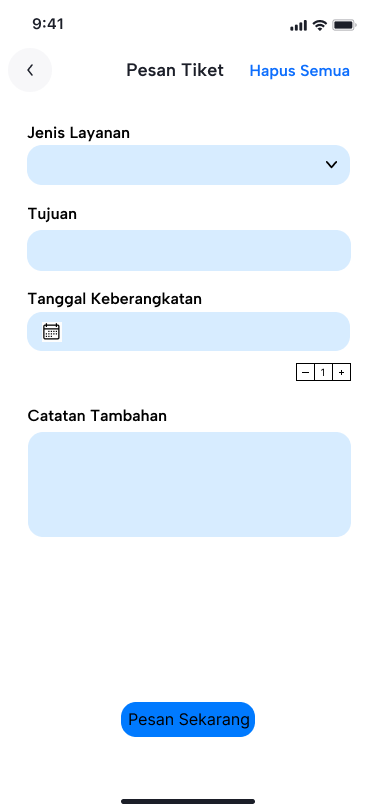 9:41
Pesan Tiket Hapus Semua
Jenis Layanan
Tujuan
Tanggal Keberangkatan
− 1 +
Catatan Tambahan
Pesan Sekarang